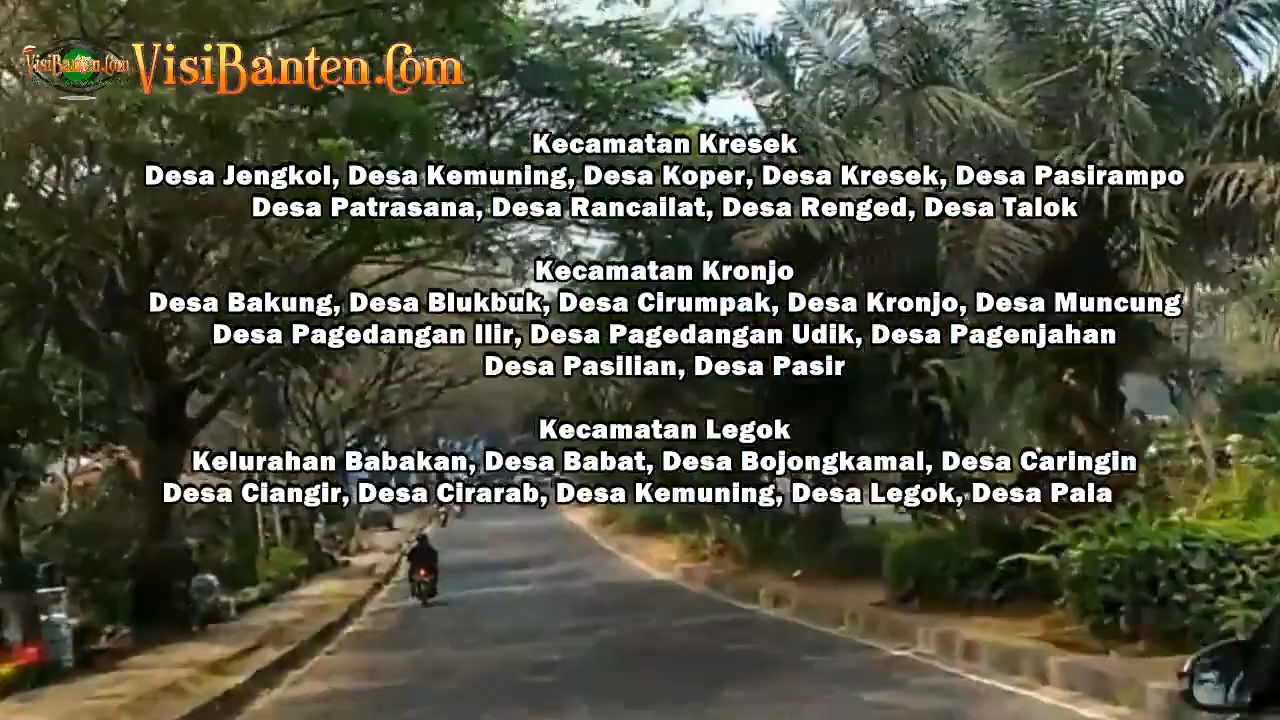 VisiBanten.Com VisiBanten.Com
Kecamatan Kresek
Desa Jengkol, Desa Kemuning, Desa Koper, Desa Kresek, Desa Pasirampo
Desa Patrasana, Desa Rancailat, Desa Renged, Desa Talok
Kecamatan Kronjo
Desa Bakung, Desa Blukbuk, Desa Cirumpak, Desa Kronjo, Desa Muncung
Desa Pagedangan Ilir, Desa Pagedangan Udik, Desa Pagenjahan
Desa Pasilian, Desa Pasir
Kecamatan Legok
Kelurahan Babakan, Desa Babat, Desa Bojongkamal, Desa Caringin
Desa Ciangir, Desa Cirarab, Desa Kemuning, Desa Legok, Desa Pala